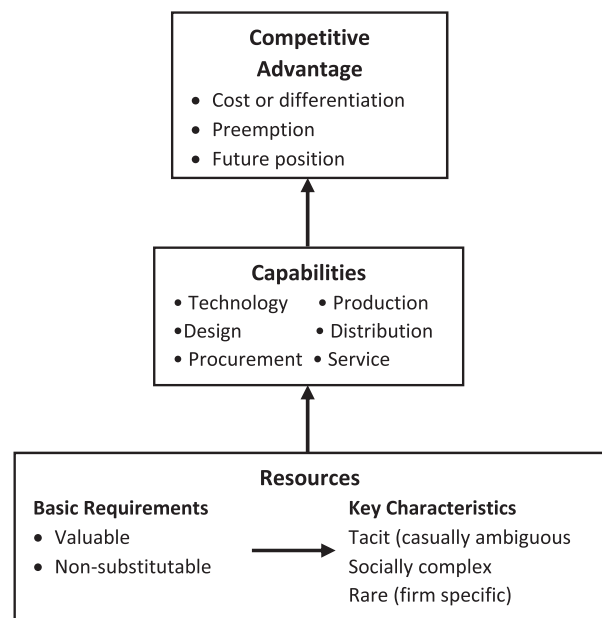 Competitive
Advantage
• Cost or differentiation
• Preemption
• Future position
Capabilities
• Technology • Production
•Design • Distribution
• Procurement • Service
Resources
Basic Requirements
• Valuable
• Non-substitutable
Key Characteristics
Tacit (casually ambiguous
Socially complex
Rare (firm specific)